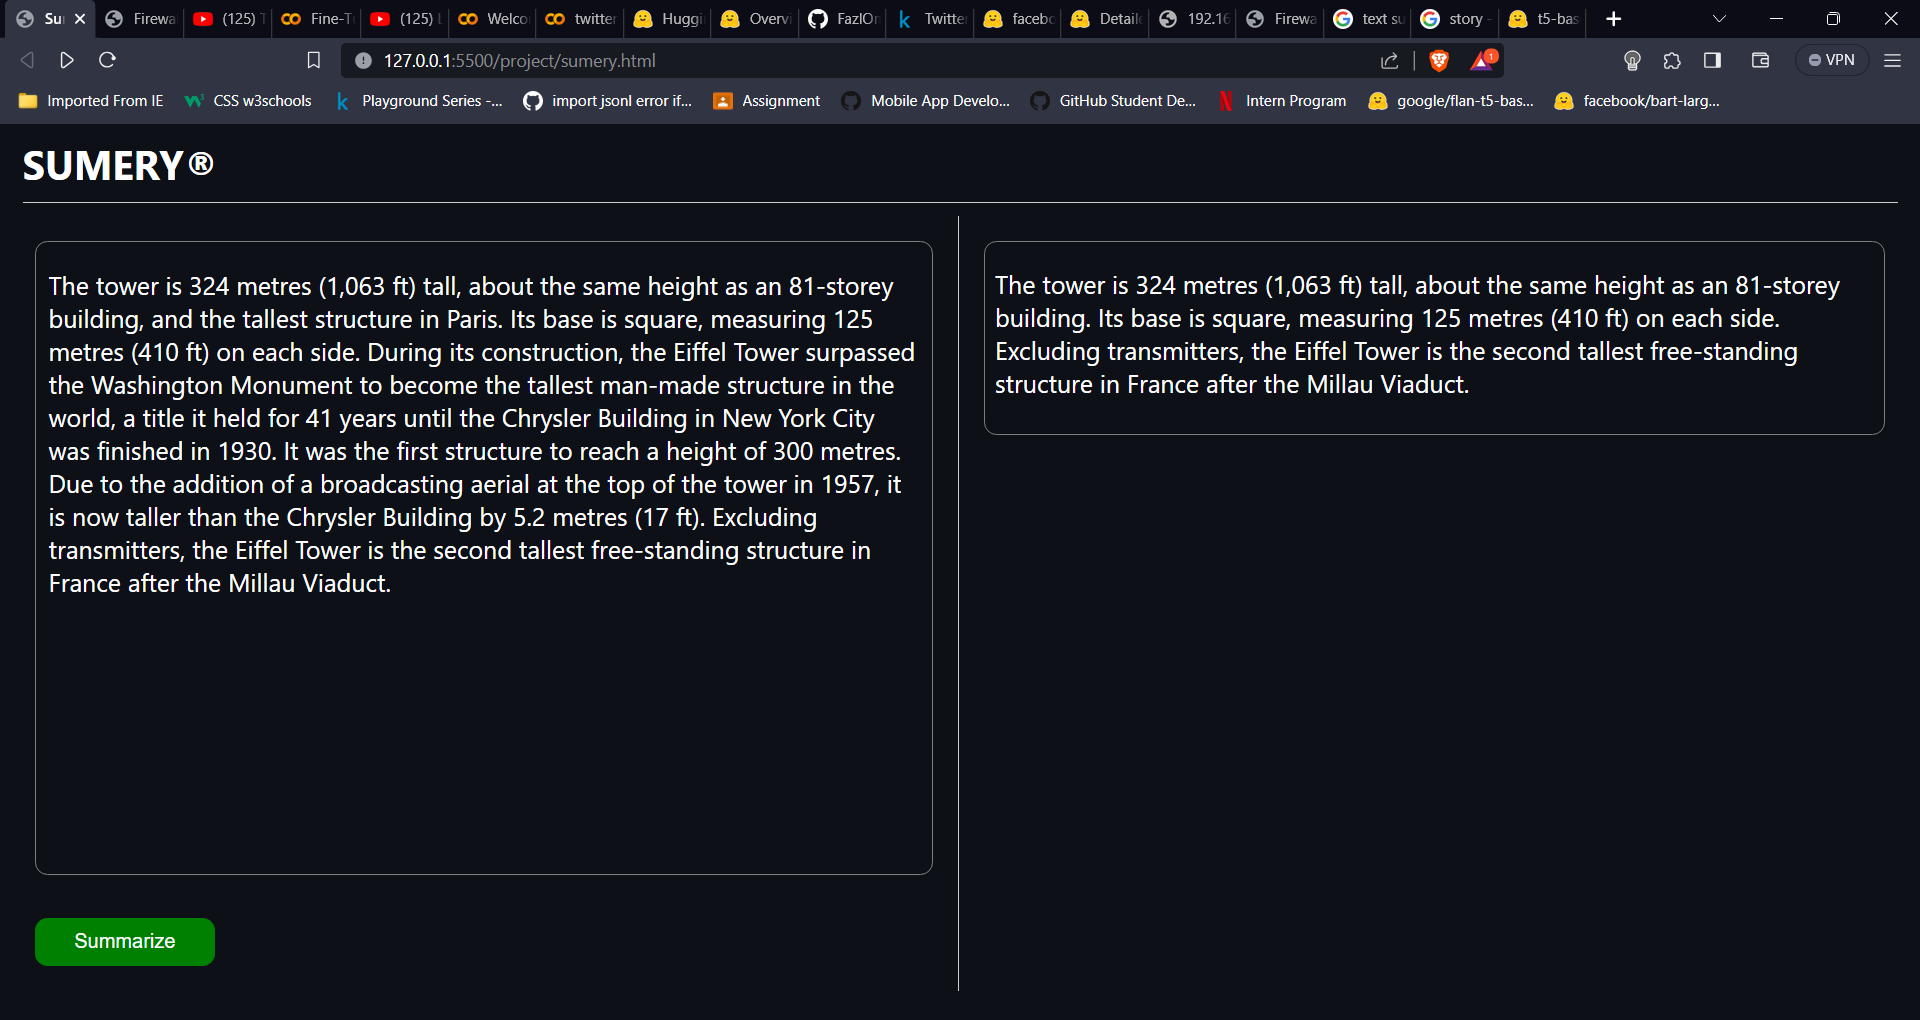 Su
Firewa
(125)
Fine-T
(125)
Welco
twitter
Huggi
Overvi
FazlOn
Twitte
facebo
Detail
192.16
Firewa
text su
story -
t5-bas
127.0.0.1:5500/project/sumery.html
1
VPN
Imported From IE
CSS w3schools
Playground Series -...
import jsonl error if...
Assignment
Mobile App Develo...
GitHub Student De...
Intern Program
google/flan-t5-bas...
facebook/bart-larg...
SUMERY®
The tower is 324 metres (1,063 ft) tall, about the same height as an 81-storey
building, and the tallest structure in Paris. Its base is square, measuring 125
metres (410 ft) on each side. During its construction, the Eiffel Tower surpassed
the Washington Monument to become the tallest man-made structure in the
world, a title it held for 41 years until the Chrysler Building in New York City
was finished in 1930. It was the first structure to reach a height of 300 metres.
Due to the addition of a broadcasting aerial at the top of the tower in 1957, it
is now taller than the Chrysler Building by 5.2 metres (17 ft). Excluding
transmitters, the Eiffel Tower is the second tallest free-standing structure in
France after the Millau Viaduct.
Summarize
The tower is 324 metres (1,063 ft) tall, about the same height as an 81-storey
building. Its base is square, measuring 125 metres (410 ft) on each side.
Excluding transmitters, the Eiffel Tower is the second tallest free-standing
structure in France after the Millau Viaduct.